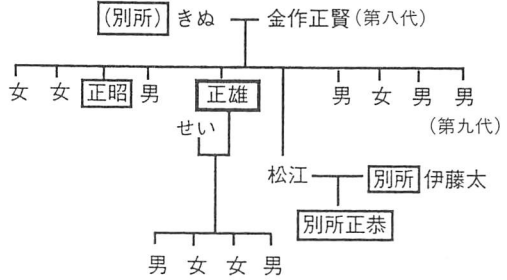 (別所) きぬ 金作正賢(第八代)
女 女 正昭 男 正雄 男 女 男 男
(第九代)
せい
松江 別所 伊藤太
別所正恭
男 女 女 男